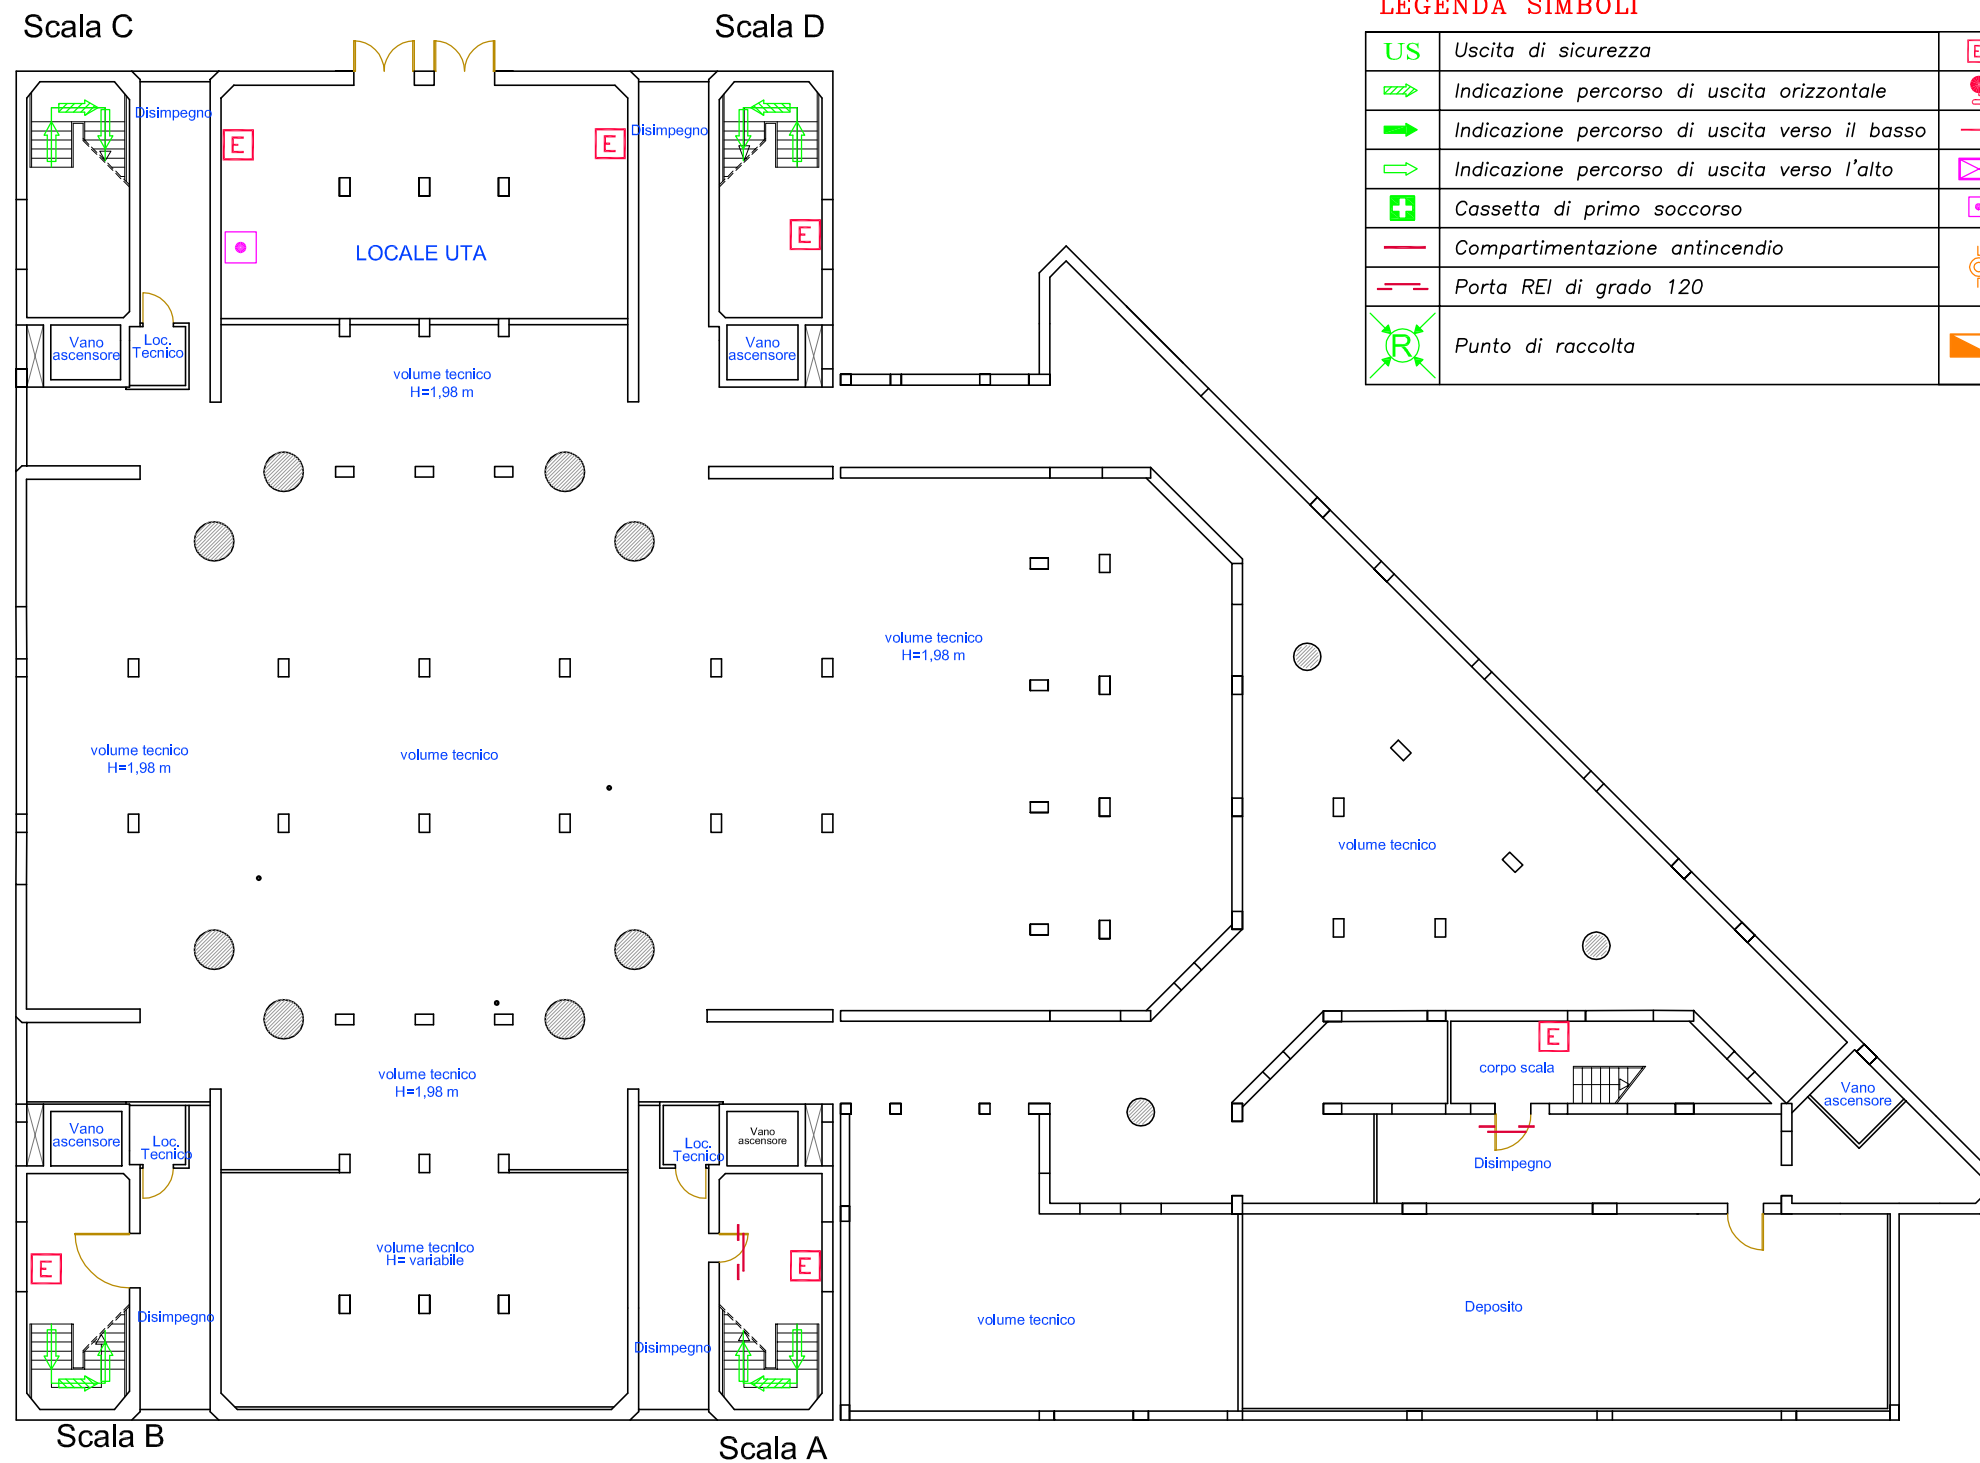 LEGENDA SIMBOLI
Scala C
Scala D
US Uscita di sicurezza
E
Indicazione percorso di uscita orizzontale
Indicazione percorso di uscita verso il basso
Indicazione percorso di uscita verso l'alto
Cassetta di primo soccorso
Compartimentazione antincendio
Porta REI di grado 120
R Punto di raccolta
Disimpegno
Disimpegno
E
E
E
LOCALE UTA
Vano
ascensore
Loc.
Tecnico
Vano
ascensore
volume tecnico
H=1,98 m
volume tecnico
H=1,98 m
volume tecnico
H=1,98 m
volume tecnico
volume tecnico
E
corpo scala
volume tecnico
H=1,98 m
Vano
ascensore
Vano
ascensore
Loc.
Tecnico
Loc.
Tecnico
Vano
ascensore
Disimpegno
E
volume tecnico
H= variabile
E
Disimpegno
Disimpegno
volume tecnico
Deposito
Scala B
Scala A